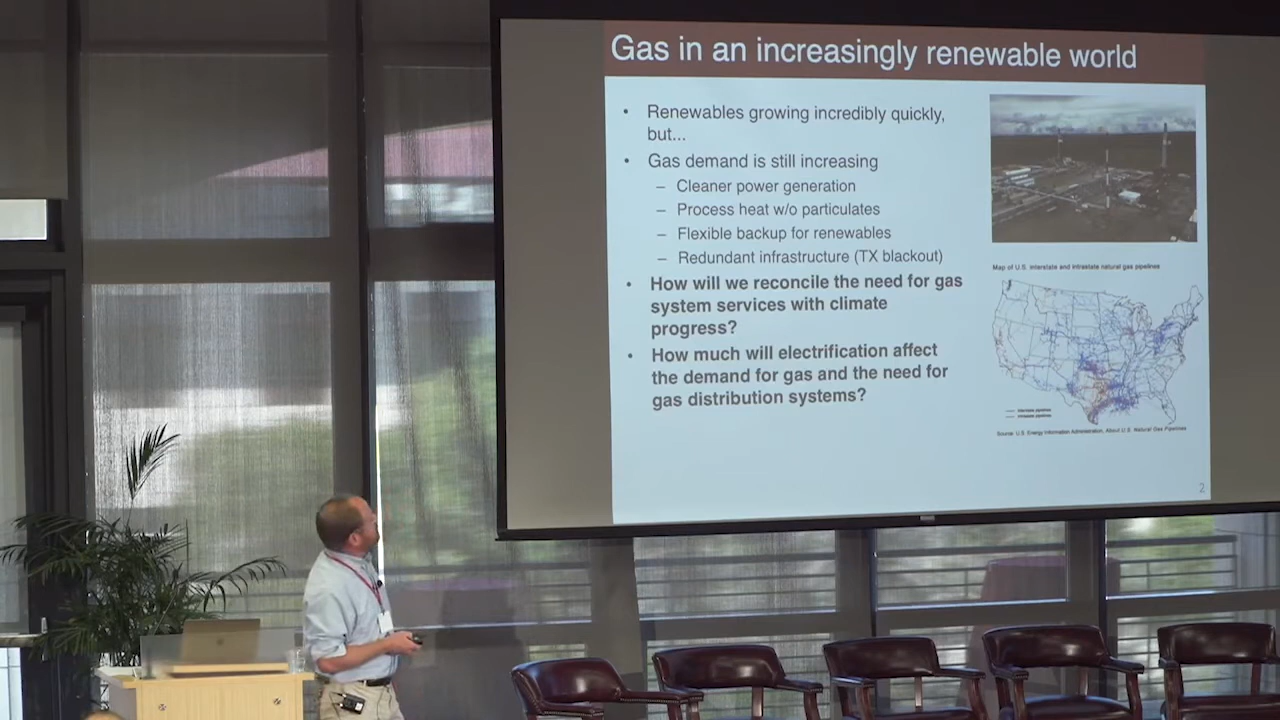 Gas in an increasingly renewable world
• Renewables growing incredibly quickly,
but...
• Gas demand is still increasing
– Cleaner power generation
– Process heat w/o particulates
– Flexible backup for renewables
– Redundant infrastructure (TX blackout)
• How will we reconcile the need for gas
system services with climate
progress?
• How much will electrification affect
the demand for gas and the need for
gas distribution systems?
Map of U.S. interstate and intrastate natural gas pipelines
Interstate pipelines
Intrastate pipelines
Source: U.S. Energy Information Administration, About U.S. Natural Gas Pipelines
2